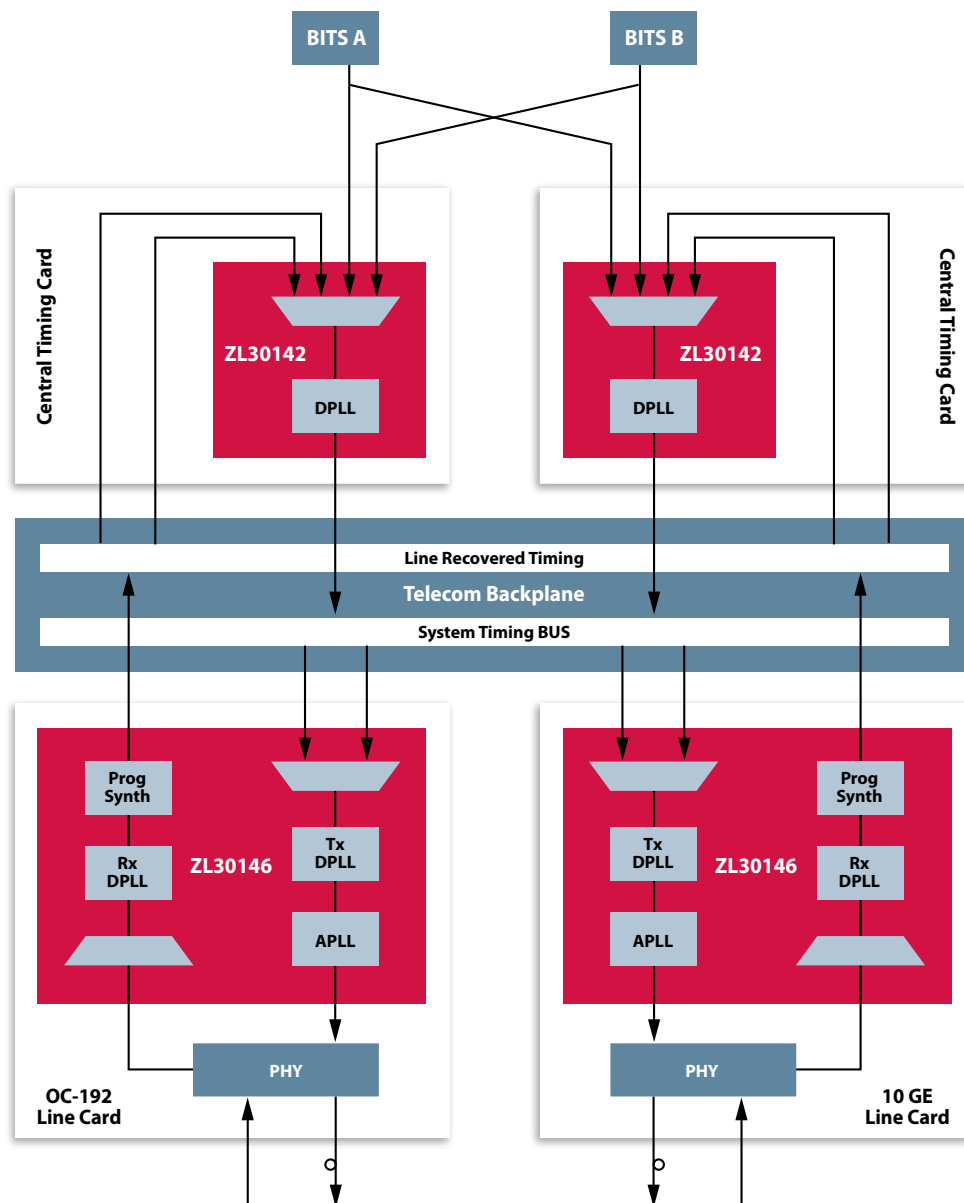 BITS A
BITS B
Central Timing Card
ZL30142
DPLL
ZL30142
DPLL
Central Timing Card
Line Recovered Timing
Telecom Backplane
System Timing BUS
Prog
Synth
Rx
DPLL
ZL30146
Tx
DPLL
APLL
PHY
OC-192
Line Card
Tx
DPLL
APLL
ZL30146
Prog
Synth
Rx
DPLL
PHY
10 GE
Line Card